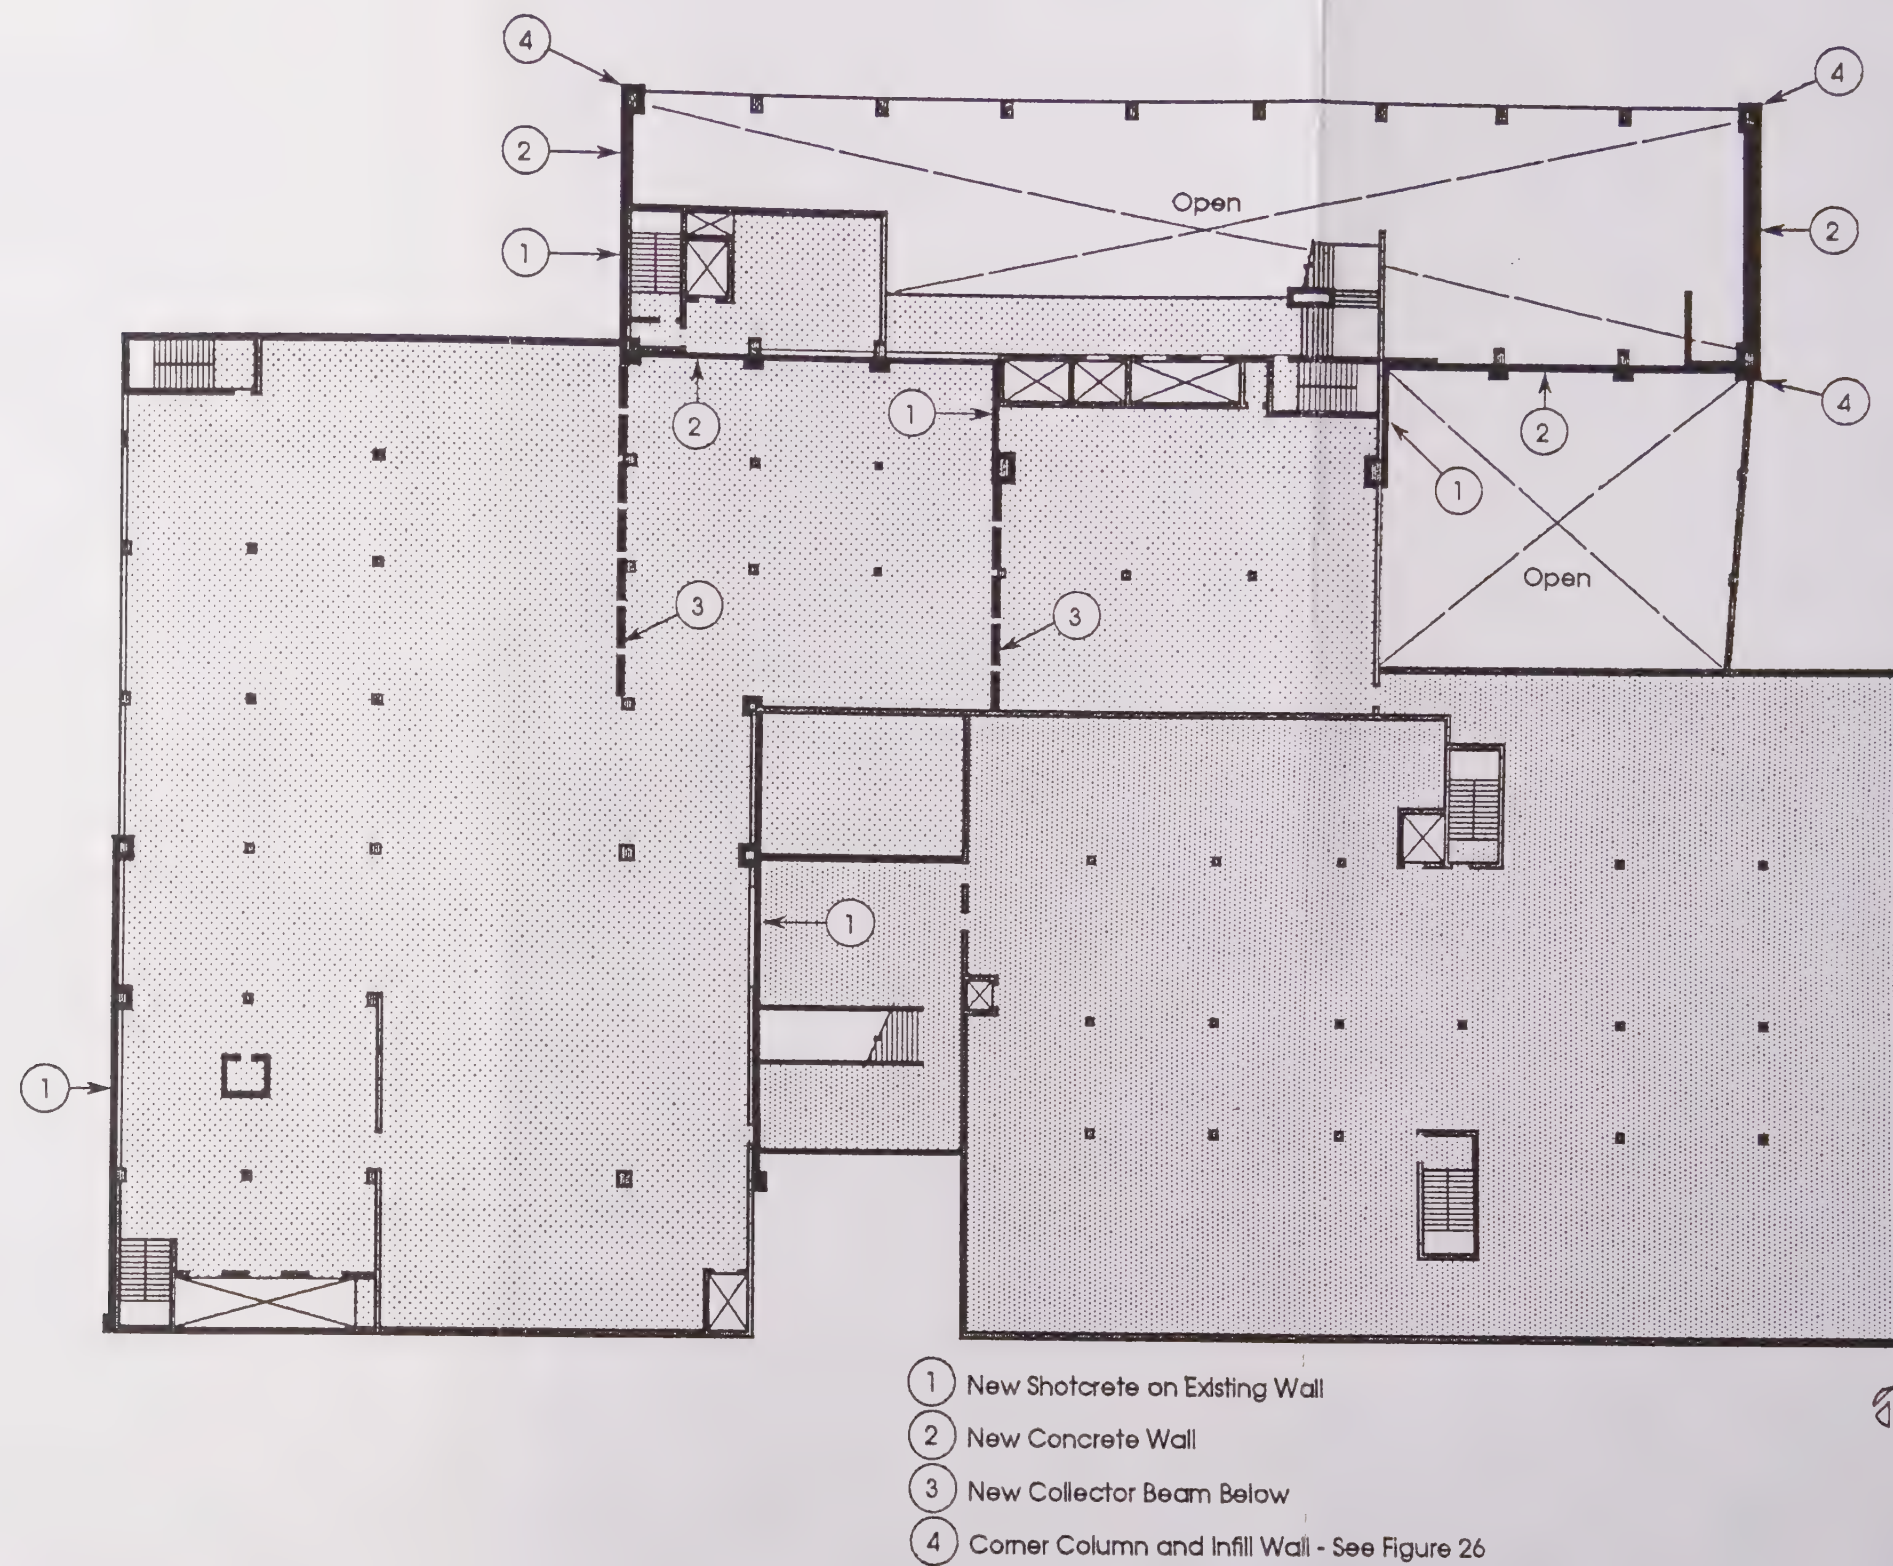 4
4
2
Open
2
1
4
1
2
2
1
Open
3
3
1
1
1 New Shotcrete on Existing Wall
2 New Concrete Wall
3 New Collector Beam Below
4 Corner Column and Infill Wall - See Figure 26